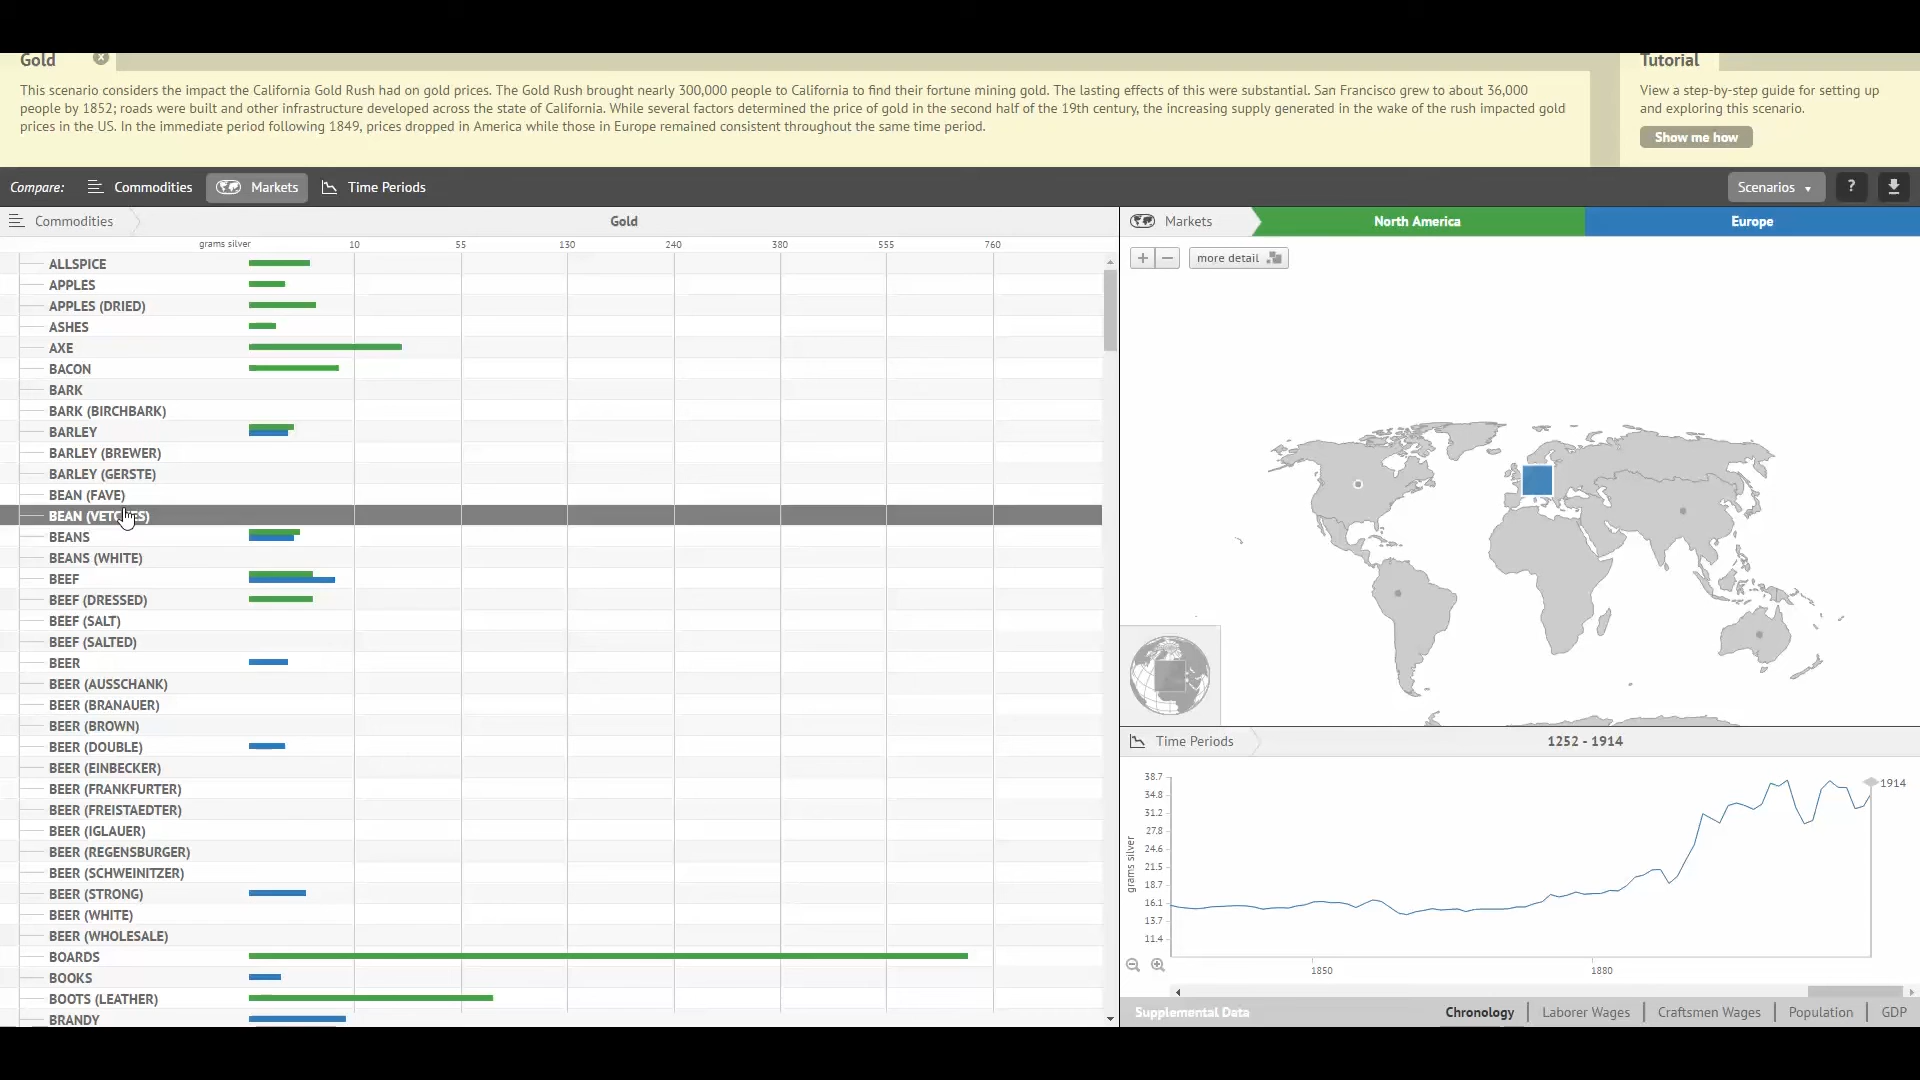 Gold
Tutorial
This scenario considers the impact the California Gold Rush had on gold prices. The Gold Rush brought nearly 300,000 people to California to find their fortune mining gold. The lasting effects of this were substantial. San Francisco grew to about 36,000
people by 1852; roads were built and other infrastructure developed across the state of California. While several factors determined the price of gold in the second half of the 19th century, the increasing supply generated in the wake of the rush impacted gold
prices in the US. In the immediate period following 1849, prices dropped in America while those in Europe remained consistent throughout the same time period.
View a step-by-step guide for setting up
and exploring this scenario.
Show me how
Compare: Commodities Markets Time Periods
Scenarios ?
Commodities Gold
Markets North America Europe
grams silver 10 55 130 240 380 555 760
+ − more detail
ALLSPICE
APPLES
APPLES (DRIED)
ASHES
AXE
BACON
BARK
BARK (BIRCHBARK)
BARLEY
BARLEY (BREWER)
BARLEY (GERSTE)
BEAN (FAVE)
BEAN
BEANS
BEANS (WHITE)
BEEF
BEEF (DRESSED)
BEEF (SALT)
BEEF (SALTED)
BEER
BEER (AUSSCHANK)
BEER (BRANAUER)
BEER (BROWN)
BEER (DOUBLE)
BEER (EINBECKER)
BEER (FRANKFURTER)
BEER (FREISTAEDTER)
BEER (IGLAUER)
BEER (REGENSBURGER)
BEER (SCHWEINITZER)
BEER (STRONG)
BEER (WHITE)
BEER (WHOLESALE)
BOARDS
BOOKS
BOOTS (LEATHER)
BRANDY
Time Periods 1252 - 1914
38.7
34.8
31.2
27.8
24.6
21.5
18.7
16.1
13.7
11.4
grams silver
1914
1850 1880
Supplemental Data Chronology Laborer Wages Craftsmen Wages Population GDP